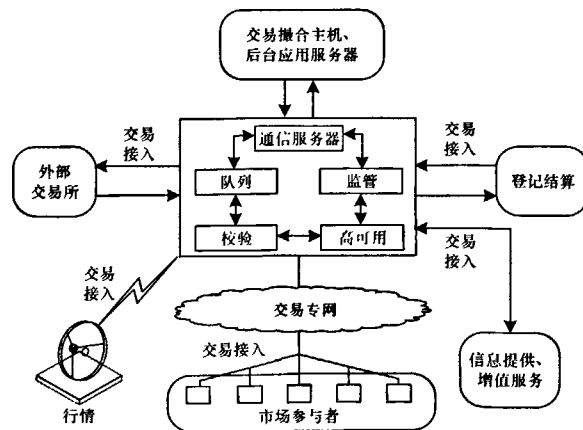 交易撮合主机、
后台应用服务器
交易
接入
通信服务器
交易
接入
外部
交易所
队列
监管
登记结算
校验
高可用
交易
接入
交易
接入
交易专网
交易接入
信息提供、
增值服务
行情
市场参与者